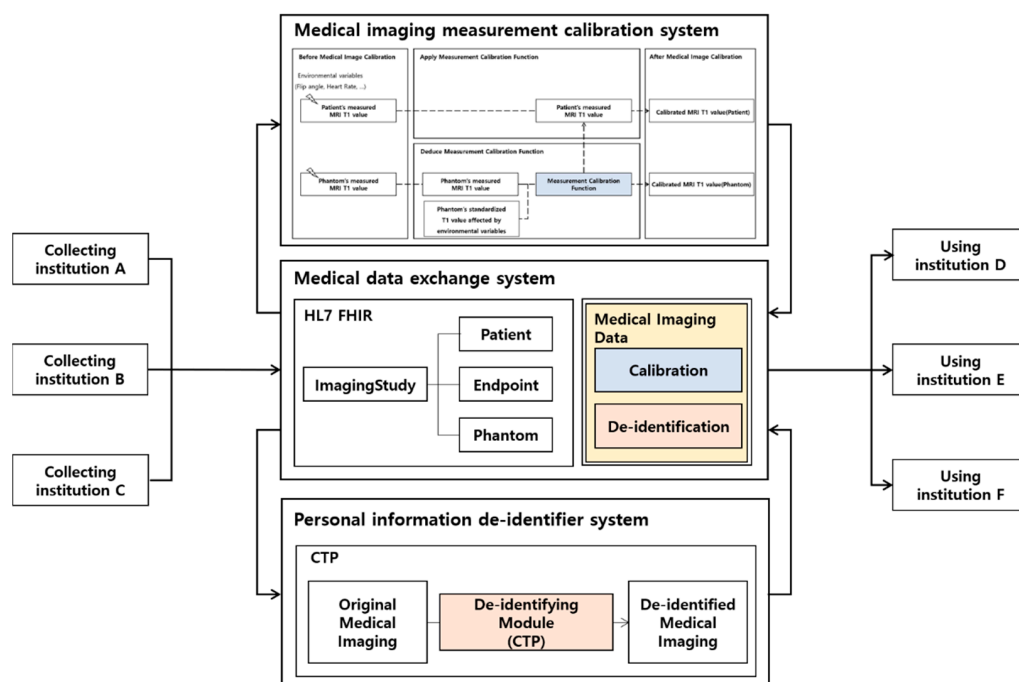 Medical imaging measurement calibration system
Before Medical Image Calibration
Environmental variables
(Flip angle, Heart Rate, ...)
Patient's measured
MRI T1 value
Phantom's measured
MRI T1 value
Apply Measurement Calibration Function
Patient's measured
MRI T1 value
Deduce Measurement Calibration Function
Phantom's measured
MRI T1 value
Measurement Calibration
Function
Phantom's standardized
T1 value affected by
environmental variables
After Medical Image Calibration
Calibrated MRI T1 value(Patient)
Calibrated MRI T1 value(Phantom)
Collecting
institution A
Collecting
institution B
Collecting
institution C
Medical data exchange system
HL7 FHIR
ImagingStudy
Patient
Endpoint
Phantom
Medical Imaging
Data
Calibration
De-identification
Using
institution D
Using
institution E
Using
institution F
Personal information de-identifier system
CTP
Original
Medical
Imaging
De-identifying
Module
(CTP)
De-identified
Medical
Imaging